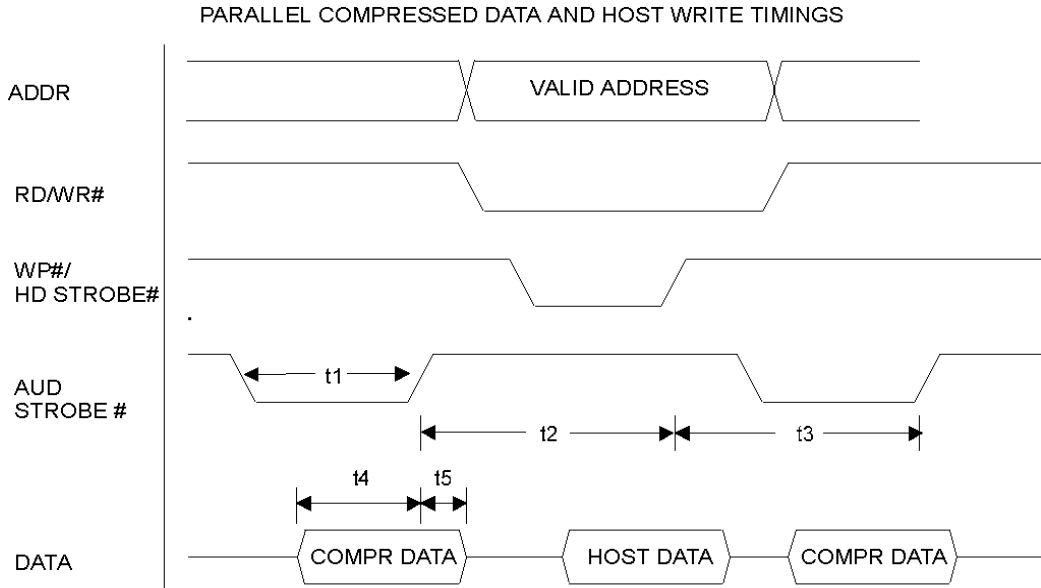 PARALLEL COMPRESSED DATA AND HOST WRITE TIMINGS
ADDR
VALID ADDRESS
RD/WR#
WP#/
HD STROBE#
AUD
STROBE #
t1
t2
t3
t4
t5
DATA
COMPR DATA
HOST DATA
COMPR DATA